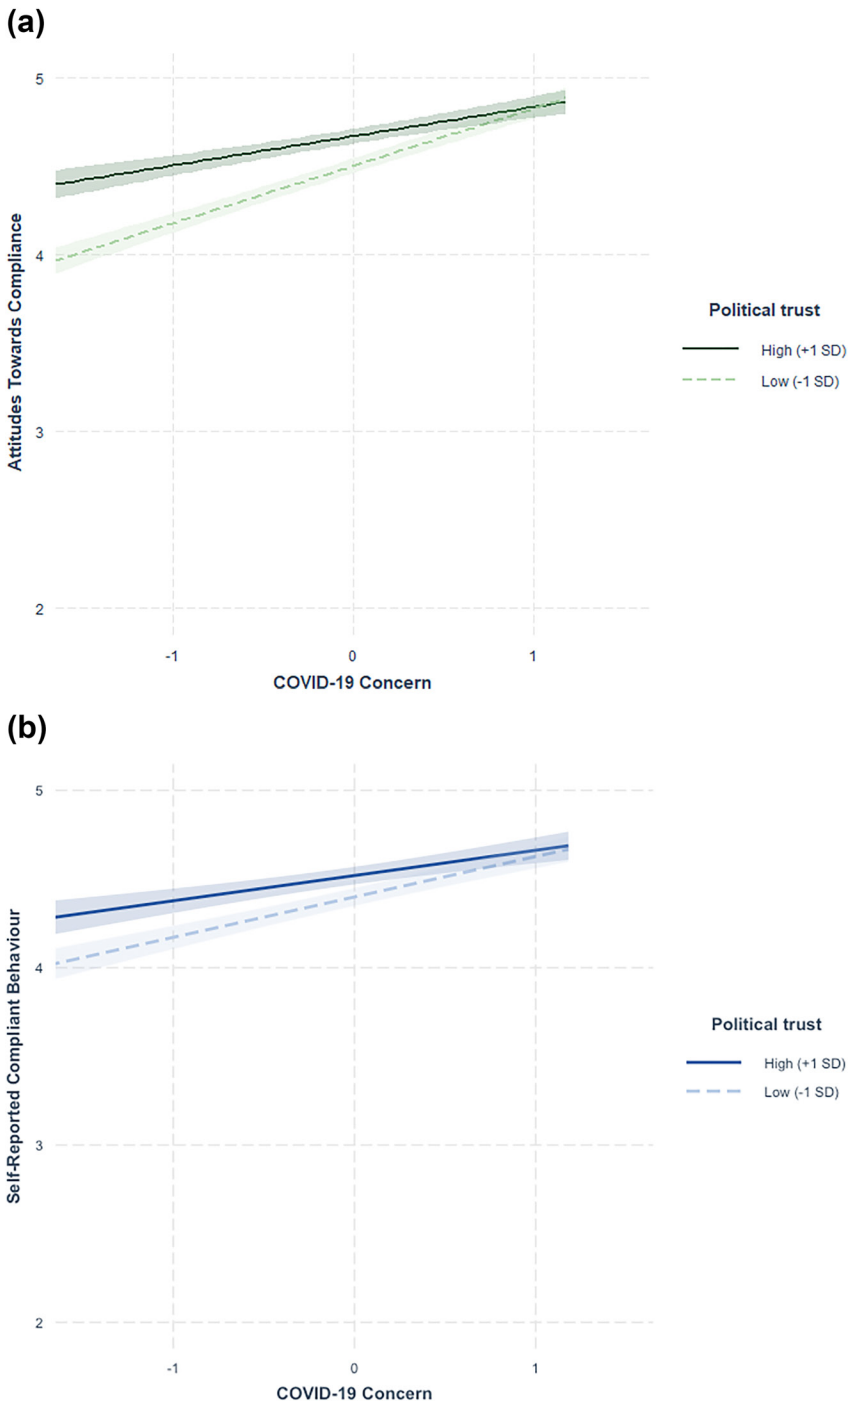 (a)
5
4
3
2
Attitudes Towards Compliance
-1 0 1
COVID-19 Concern
Political trust
High (+1 SD)
Low (-1 SD)
(b)
5
4
3
2
Self-Reported Compliant Behaviour
-1 0 1
COVID-19 Concern
Political trust
High (+1 SD)
Low (-1 SD)